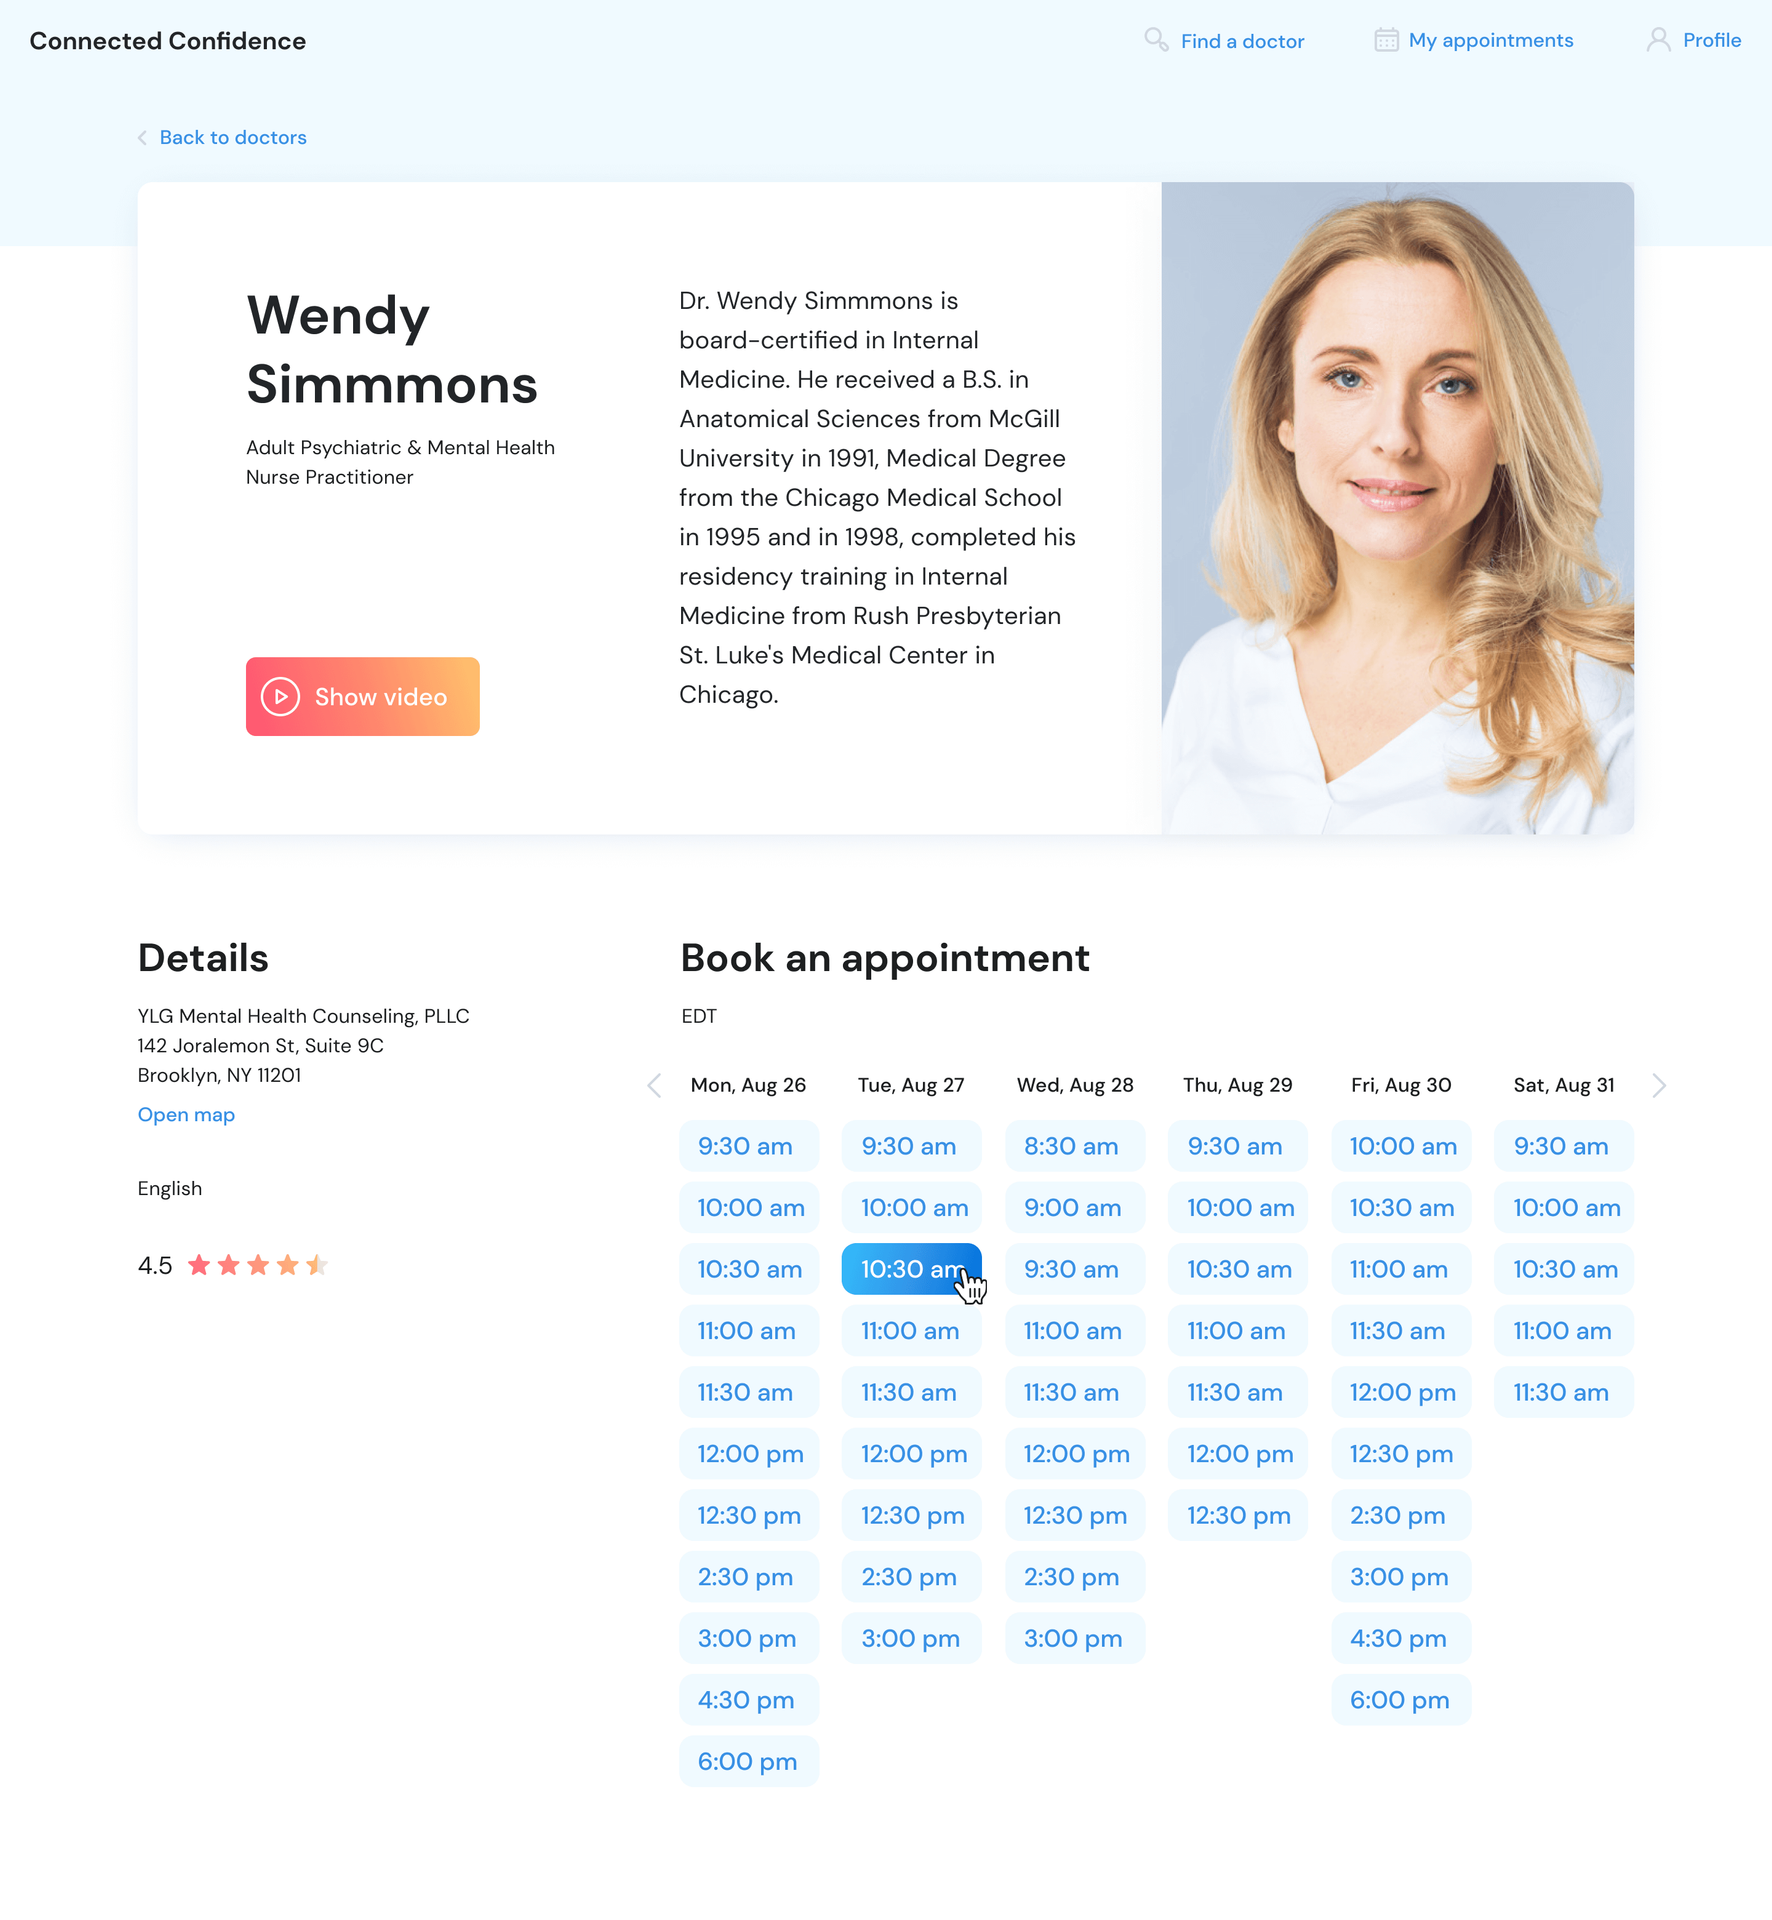 Connected Confidence
Find a doctor
My appointments
Profile
Back to doctors
Wendy
Simmmons
Adult Psychiatric & Mental Health
Nurse Practitioner
Show video
Dr. Wendy Simmmons is
board-certified in Internal
Medicine. He received a B.S. in
Anatomical Sciences from McGill
University in 1991, Medical Degree
from the Chicago Medical School
in 1995 and in 1998, completed his
residency training in Internal
Medicine from Rush Presbyterian
St. Luke's Medical Center in
Chicago.
Details
YLG Mental Health Counseling, PLLC
142 Joralemon St, Suite 9C
Brooklyn, NY 11201
Open map
English
4.5
Book an appointment
EDT
Mon, Aug 26
9:30 am
10:00 am
10:30 am
11:00 am
11:30 am
12:00 pm
12:30 pm
2:30 pm
3:00 pm
4:30 pm
6:00 pm
Tue, Aug 27
9:30 am
10:00 am
10:30 am
11:00 am
11:30 am
12:00 pm
12:30 pm
2:30 pm
3:00 pm
Wed, Aug 28
8:30 am
9:00 am
9:30 am
11:00 am
11:30 am
12:00 pm
12:30 pm
2:30 pm
3:00 pm
Thu, Aug 29
9:30 am
10:00 am
10:30 am
11:00 am
11:30 am
12:00 pm
12:30 pm
Fri, Aug 30
10:00 am
10:30 am
11:00 am
11:30 am
12:00 pm
12:30 pm
2:30 pm
3:00 pm
4:30 pm
6:00 pm
Sat, Aug 31
9:30 am
10:00 am
10:30 am
11:00 am
11:30 am